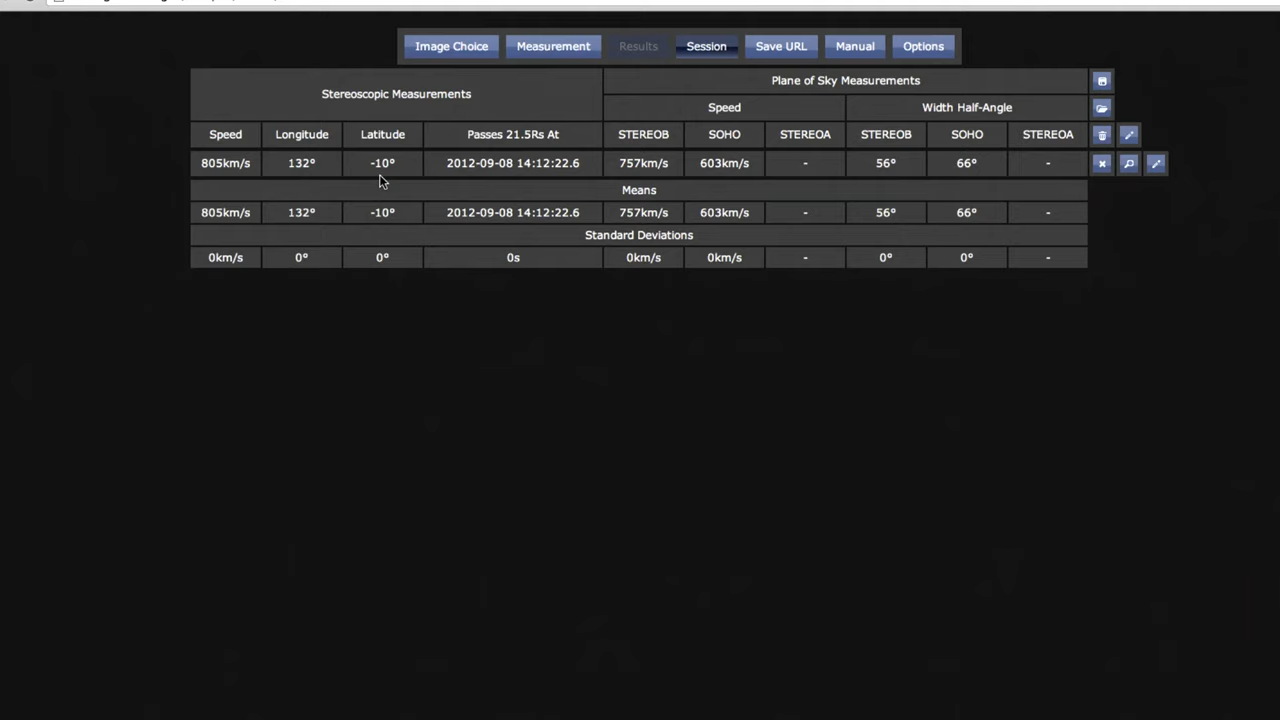 Image Choice Measurement Results Session Save URL Manual Options
Stereoscopic Measurements
Plane of Sky Measurements
Speed Width Half-Angle
Speed Longitude Latitude Passes 21.5Rs At STEREOB SOHO STEREOA STEREOB SOHO STEREOA
805km/s 132° -10° 2012-09-08 14:12:22.6 757km/s 603km/s - 56° 66° -
Means
805km/s 132° -10° 2012-09-08 14:12:22.6 757km/s 603km/s - 56° 66° -
Standard Deviations
0km/s 0° 0° 0s 0km/s 0km/s - 0° 0° -